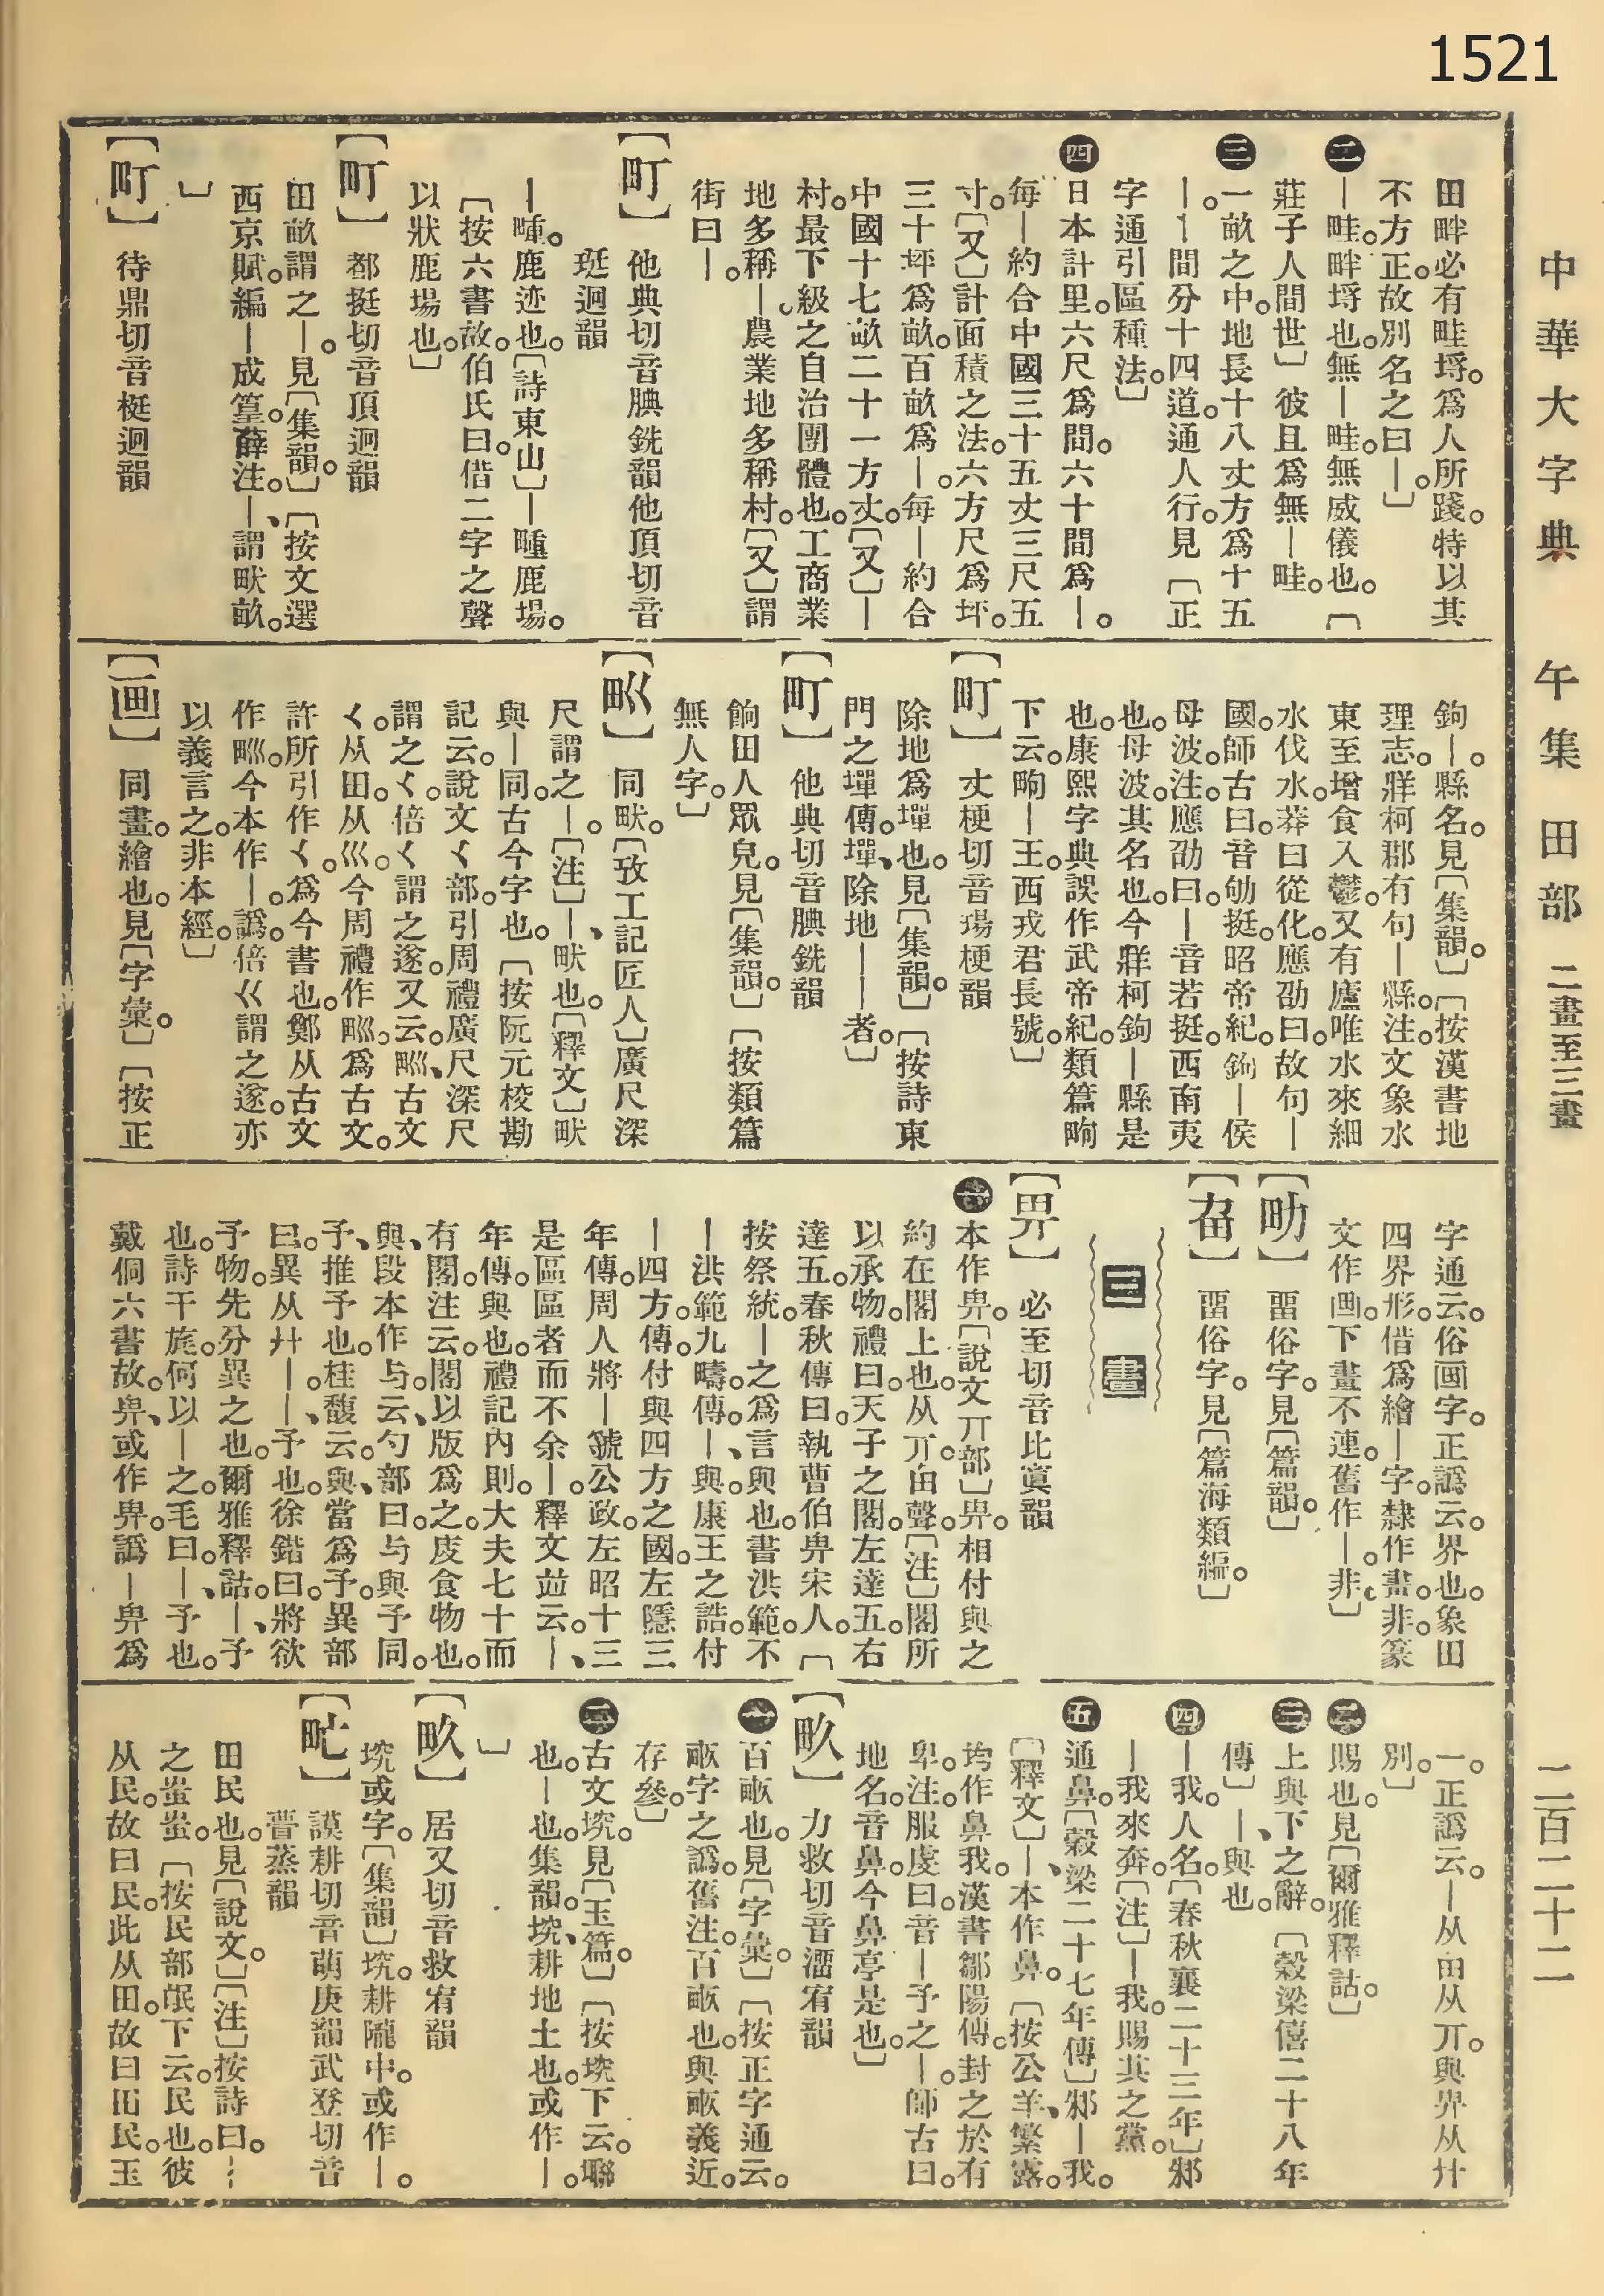 1521
中華大字典 午集 田部 二畫至三畫 二百二十二
田畔必有畦埓。爲人所踐。特以其
不方正。故別名之曰―。〕
㊁―畦。畔埓也。無―畦。無威儀也。〔
莊子人間世〕彼且爲無―畦。
㊂一畝之中。地長十八丈。方爲十五
―。―間分十四道。通人行。見〔正
字通引區種法。〕
㊃日本計里。六尺爲間。六十間爲―。
每―約合中國三十五丈三尺五
寸。〔又〕計面積之法。六方尺爲坪。
三十坪爲畝。百畝爲―。每―約合
中國十七畝二十一方丈。〔又〕―
村。最下級之自治團體也。工商業
地多稱―。農業地多稱村。〔又〕謂
街曰―。
【町】 他典切音腆銑韻他頂切音
珽迥韻
―畽。鹿迹也。〔詩東山〕―畽鹿場。
〔按六書故。伯氏曰。偕二字之聲
以狀鹿場也。〕
【町】 都挺切音頂迥韻
田畝謂之―。見〔集韻。〕〔按文選
西京賦。編―成篁。薛注。―、謂畎畝。
〕
【町】 待鼎切音梃迥韻
鉤―。縣名。見〔集韻。〕〔按漢書地
理志。牂柯郡有句―縣。注。文象水
東至增食入鬱。又有盧唯水來細
水伐水。莽曰從化。應劭曰。故句―
國。師古曰。音劬挺。昭帝紀。鉤―侯
母波。注。應劭曰。―音若挺。西南夷
也。母波。其名也。今牂柯鉤―縣是
也。康熙字典誤作武帝紀。類篇畇
下云。畇―王。西戎君長號。〕
【町】 丈梗切音瑒梗韻
除地爲墠也。見〔集韻。〕〔按詩東
門之墠傳。墠、除地――者。〕
【町】 他典切音腆銑韻
餉田人眾皃。見〔集韻。〕〔按類篇
無人字。〕
【甽】 同畎。〔攷工記匠人〕廣尺深
尺謂之―。〔注〕―、畎也。〔釋文〕畎
與―同。古今字也。〔按阮元校勘
記云。說文〈部。引周禮廣尺深尺
謂之〈。倍〈謂之遂。又云。甽、古文
〈。从田。从巛。今周禮作甽。爲古文。
許所引作〈。爲今書也。鄭从古文
作甽。今本作―。譌。倍巜謂之遂。亦
以義言之。非本經。〕
【画】 同畫。繪也。見〔字彙。〕〔按正
字通云。俗画字。正譌云。界也。象田
四界形。借爲繪―字。隸作畫。非。篆
文作画。下畫不連。舊作―。非。〕
【㽗】 畱俗字。見〔篇韻。〕
【畄】 畱俗字。見〔篇海類編。〕
三畫
【畀】 必至切音比寘韻
㊀本作畁。〔說文丌部〕畁。相付與之
約在閣上也。从丌甶聲。〔注〕閣所
以承物。禮曰。天子之閣。左達五。右
達五。春秋傳曰。執曹伯畁宋人。〔
按祭統。―之爲言與也。書洪範。不
―洪範九疇。傳。―、與。康王之誥。付
―四方。傳。付與四方之國。左隱三
年傳。周人將―虢公政。左昭十三
年傳。是區區者而不余―。釋文並云。―、
與也。禮記內則。大夫七十而
有閣。注云。閣以版爲之。庋食物也。
與、段本作与、云。勺部曰。与與予同。
予、推予也。桂馥云。與、當爲予。異部
曰。異从廾―。―、予也。徐鍇曰。將欲
予物。先分異之也。爾雅釋詁。―、予
也。詩干旄。何以―之。毛曰。―、予也。
戴侗六書故。畁、或作畀。譌―畁爲
一。正譌云。―从甶从丌。與畀从廾
別。〕
㊁賜也。見〔爾雅釋詁。〕
㊂上與下之辭。〔穀梁僖二十八年
傳〕―、與也。
㊃―我。人名。〔春秋襄二十三年〕邾
―我來奔。〔注〕―我。賜其之黨。
㊄通鼻。〔穀梁二十七年傳〕邾―我。
〔釋文〕―、本作鼻。〔按公羊、繁露。
均作鼻我。漢書鄒陽傳。封之於有
卑。注。服虔曰。音―予之―。師古曰。
地名。音鼻。今鼻亭是也。〕
【畂】 力救切音溜宥韻
㊀百畞也。見〔字彙。〕〔按正字通云。
畞字之譌。舊注。百畞也。與畞義近。
存參。〕
㊁古文堗。見〔玉篇。〕〔按堗下云。聯
也。―也。集韻。堗、耕地土也。或作―。
〕
【畂】 居又切音救宥韻
堗或字。〔集韻〕堗。耕隴中。或作―。
【甿】 謨耕切音萌庚韻武登切音
瞢蒸韻
田民也。見〔說文。〕〔注〕按詩曰。―
之蚩蚩。〔按民部氓下云。民也。彼
从民。故曰民。此从田。故曰田民。玉